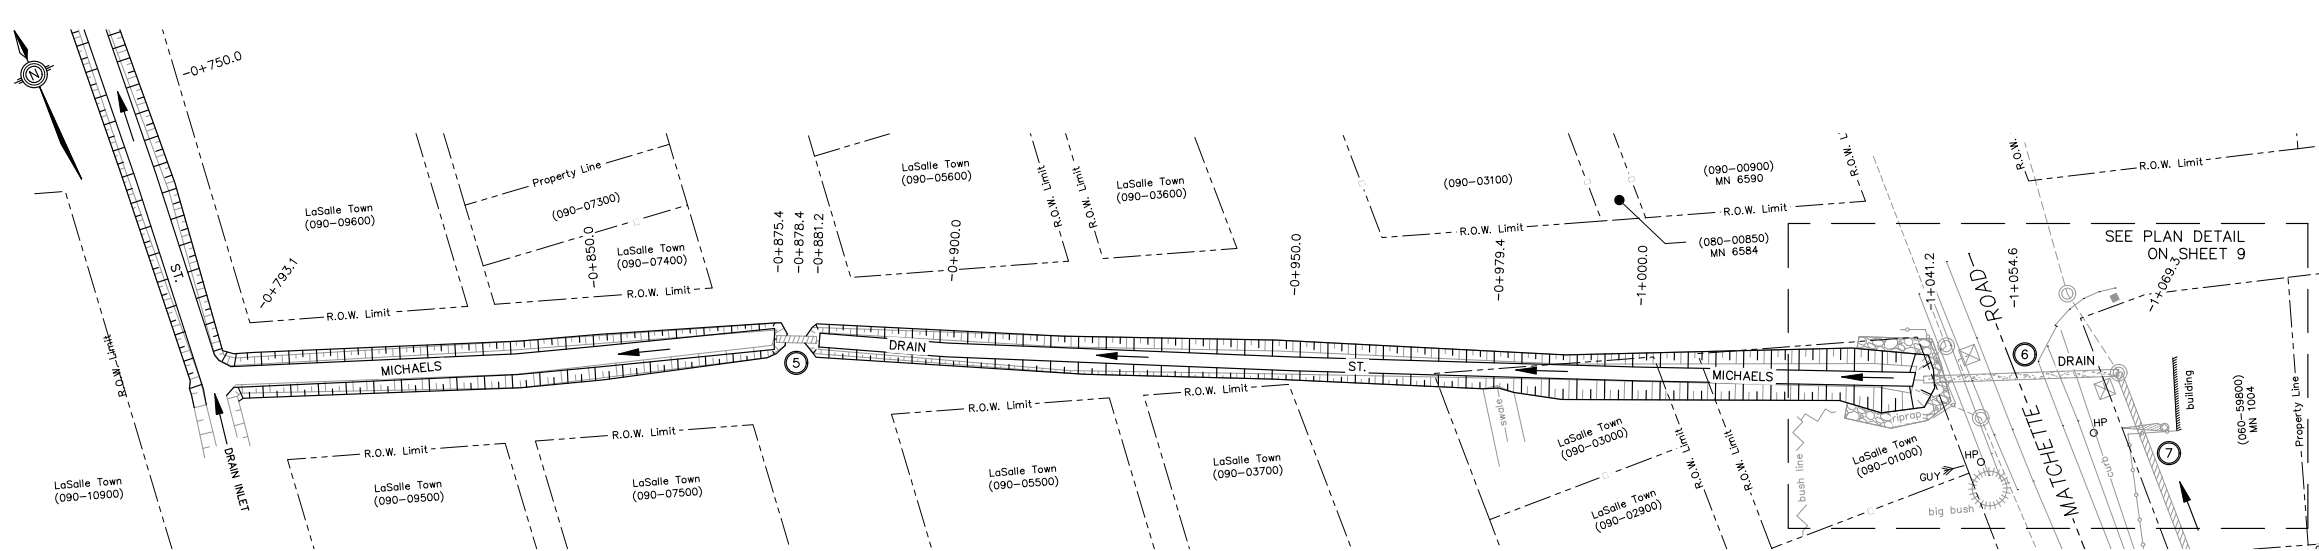 N
-0+750.0
LaSalle Town
(090-09600)
Property Line
(090-07300)
LaSalle Town
(090-07400)
-0+850.0
R.O.W. Limit
-0+793.1
R.O.W. Limit
-0+875.4
-0+878.4
-0+881.2
LaSalle Town
(090-05600)
-0+900.0
R.O.W. Limit
R.O.W. Limit
LaSalle Town
(090-03600)
-0+950.0
(090-03100)
R.O.W. Limit
-0+979.4
(090-00900)
MN 6590
R.O.W. Limit
(080-00850)
MN 6584
-1+000.0
R.O.W. L
R.O.W.
R.O.W. Limit
SEE PLAN DETAIL
ON SHEET 9
-1+041.2
ROAD
-1+054.6
-1+069.3
ST.
R.O.W. Limit
MICHAELS
5
DRAIN
ST.
MICHAELS
6
DRAIN
building
(060-59800)
MN 1004
Property Line
DRAIN INLET
LaSalle Town
(090-10900)
R.O.W. Limit
LaSalle Town
(090-09500)
R.O.W. Limit
LaSalle Town
(090-07500)
R.O.W. Limit
LaSalle Town
(090-05500)
R.O.W. Limit
LaSalle Town
(090-03700)
swale
LaSalle Town
(090-03000)
LaSalle Town
(090-02900)
R.O.W. Limit
R.O.W. Limit
bush line
riprap
LaSalle Town
(090-01000)
GUY
HP
big bush
MATCHETTE
HP
curb
7